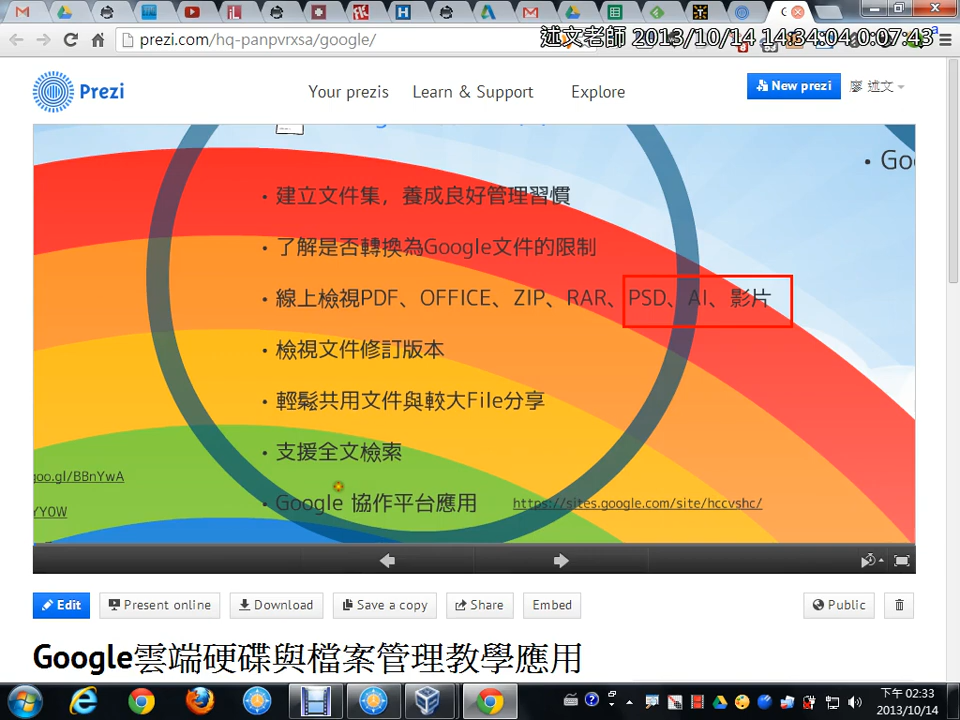 述文老師 2013/10/14 14:34:04 0:07:43
prezi.com/hq-panpvrxsa/google/
Prezi
Your prezis
Learn & Support
Explore
New prezi
廖 述文
• Goo
• 建立文件集，養成良好管理習慣
• 了解是否轉換為Google文件的限制
• 線上檢視PDF、OFFICE、ZIP、RAR、PSD、AI、影片
• 檢視文件修訂版本
• 輕鬆共用文件與較大File分享
• 支援全文檢索
goo.gl/BBnYwA
• Google 協作平台應用
https://sites.google.com/site/hccvshc/
YYOW
Edit
Present online
Download
Save a copy
Share
Embed
Public
Google雲端硬碟與檔案管理教學應用
下午 02:33
2013/10/14